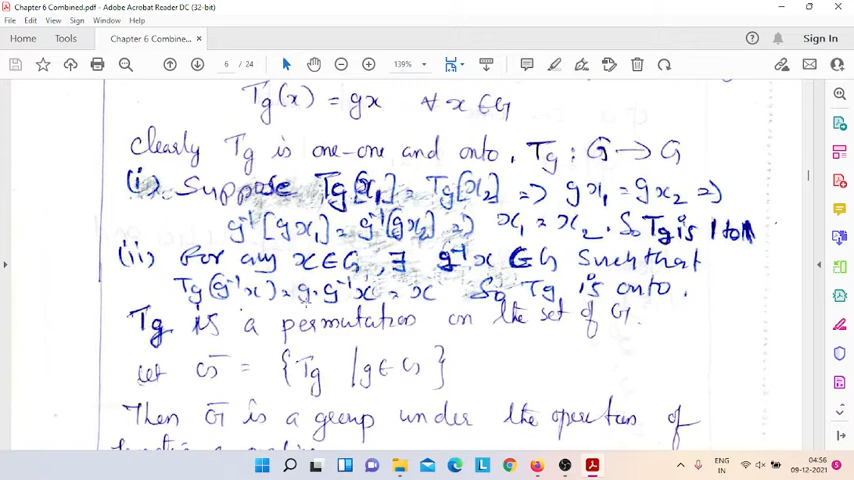 Chapter 6 Combined.pdf - Adobe Acrobat Reader DC (32-bit)
File Edit View Sign Window Help
Home Tools Chapter 6 Combine... × Sign In
6 / 24 139%
Tg(x) = gx ∀ x ∈ G
clearly Tg is one-one and onto. Tg : G → G
(i) Suppose Tg[x₁] = Tg[x₂] => gx₁ = gx₂ =>
g⁻¹[gx₁] = g⁻¹(gx₂] => x₁ = x₂. So Tg is 1 to 1
(ii) For any x ∈ G, ∃ g⁻¹x ∈ G Such that
Tg(g⁻¹x) = g·g⁻¹x = x So Tg is onto.
Tg is a permutation on the set of G.
Let G̅ = {Tg | g ∈ G}
Then G̅ is a group under the operation of
ENG
IN
04:56
09-12-2021
5